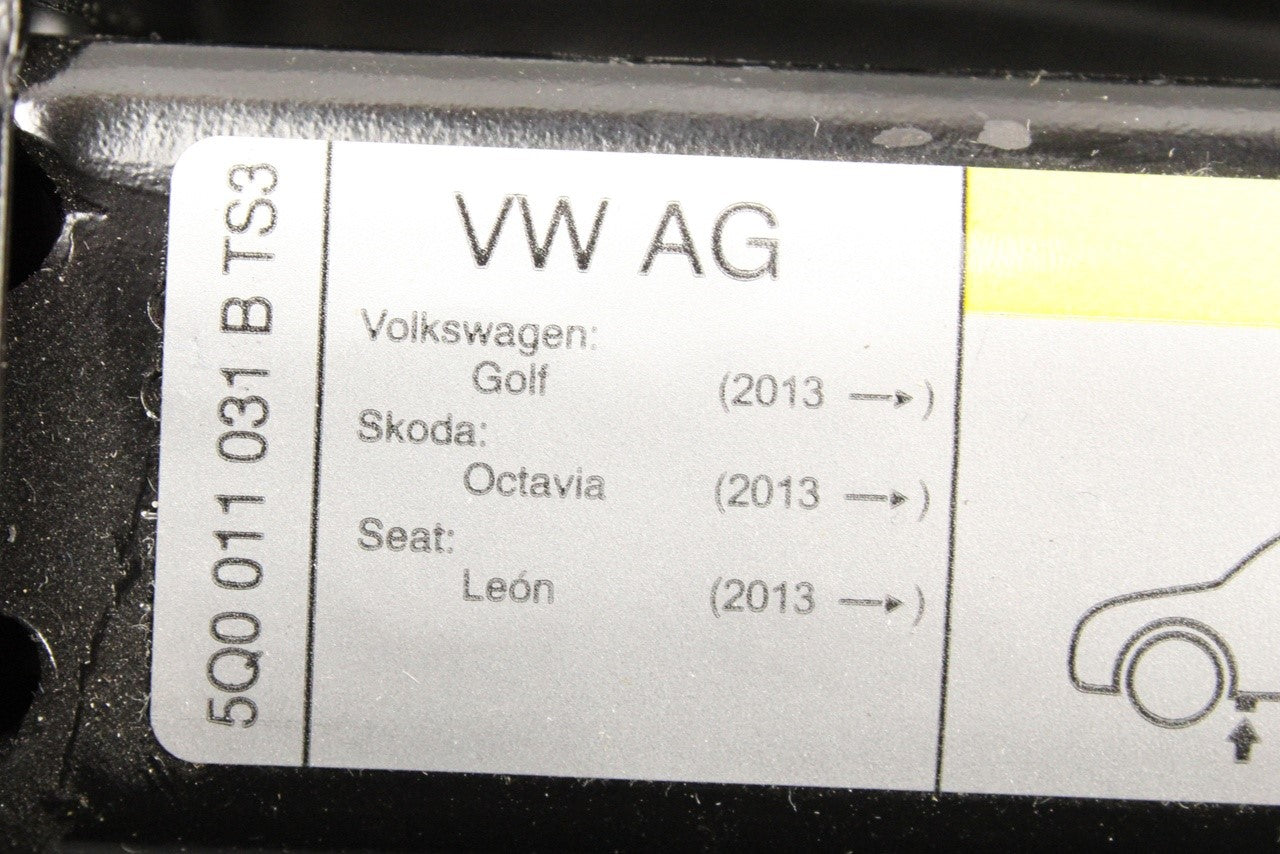 5Q0 011 031 B TS3
VW AG
Volkswagen:
Golf (2013 → )
Skoda:
Octavia (2013 → )
Seat:
León (2013 → )